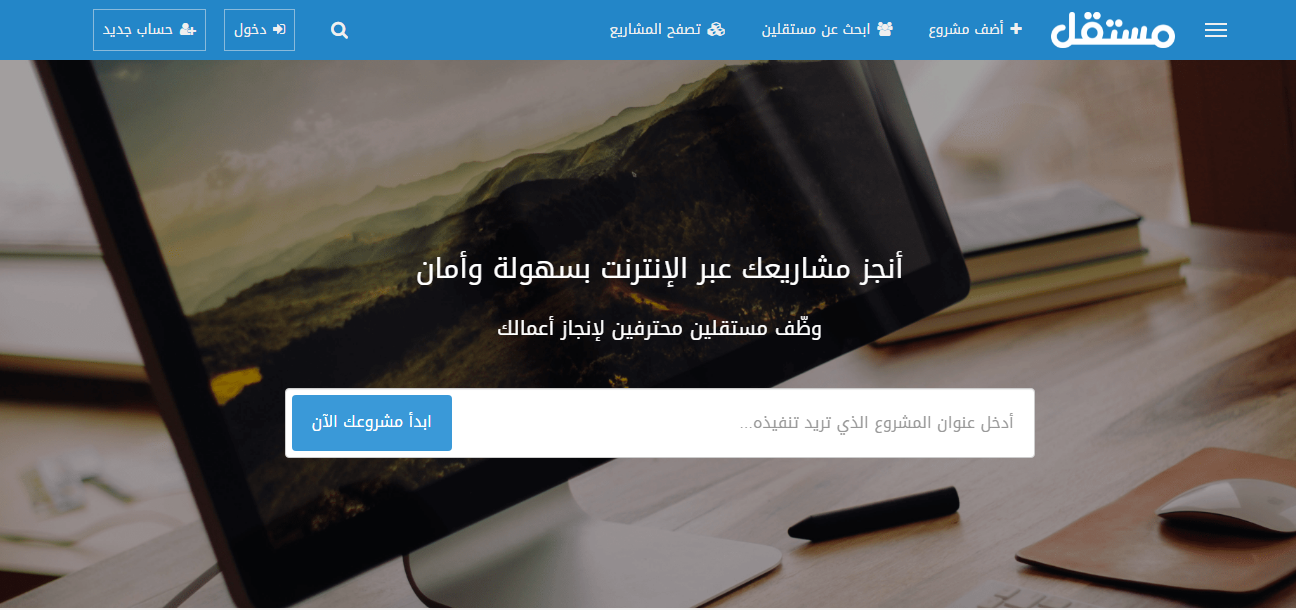 مستقل
أضف مشروع
ابحث عن مستقلين
تصفح المشاريع
دخول
حساب جديد
أنجز مشاريعك عبر الإنترنت بسهولة وأمان
وظّف مستقلين محترفين لإنجاز أعمالك
أدخل عنوان المشروع الذي تريد تنفيذه...
ابدأ مشروعك الآن